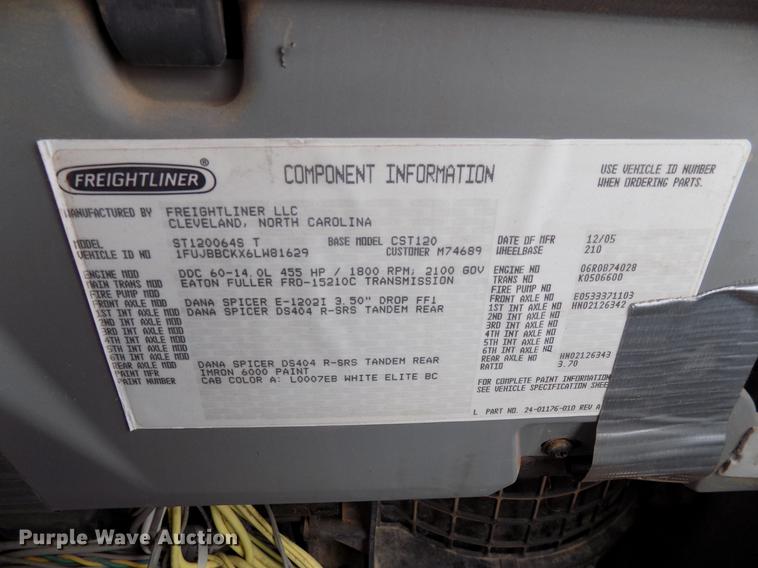 FREIGHTLINER ®
COMPONENT INFORMATION
USE VEHICLE ID NUMBER
WHEN ORDERING PARTS.
MANUFACTURED BY FREIGHTLINER LLC
CLEVELAND, NORTH CAROLINA
MODEL ST120064S T BASE MODEL CST120 DATE OF MFR 12/05
VEHICLE ID NO 1FUJBBCKX6LW81629 CUSTOMER M74689 WHEELBASE 210
ENGINE MOD DDC 60-14.0L 455 HP / 1800 RPM; 2100 GOV ENGINE NO 06R0874028
MAIN TRANS MOD EATON FULLER FRO-15210C TRANSMISSION TRANS NO K0506600
FIRE PUMP MOD FIRE PUMP NO
FRONT AXLE MOD DANA SPICER E-1202I 3.50" DROP FF1 FRONT AXLE NO E0533371103
1ST INT AXLE MOD DANA SPICER DS404 R-SRS TANDEM REAR 1ST INT AXLE NO HN02126342
2ND INT AXLE MOD 2ND INT AXLE NO
3RD INT AXLE MOD 3RD INT AXLE NO
4TH INT AXLE MOD 4TH INT AXLE NO
5TH INT AXLE MOD 5TH INT AXLE NO
6TH INT AXLE MOD 6TH INT AXLE NO
REAR AXLE MOD DANA SPICER DS404 R-SRS TANDEM REAR REAR AXLE NO HN02126343
PAINT MFR IMRON 6000 PAINT RATIO 3.70
PAINT NUMBER CAB COLOR A: L0007EB WHITE ELITE BC
FOR COMPLETE PAINT INFORMATION
SEE VEHICLE SPECIFICATION SHEE
L PART NO. 24-01176-010 REV A
Purple Wave Auction